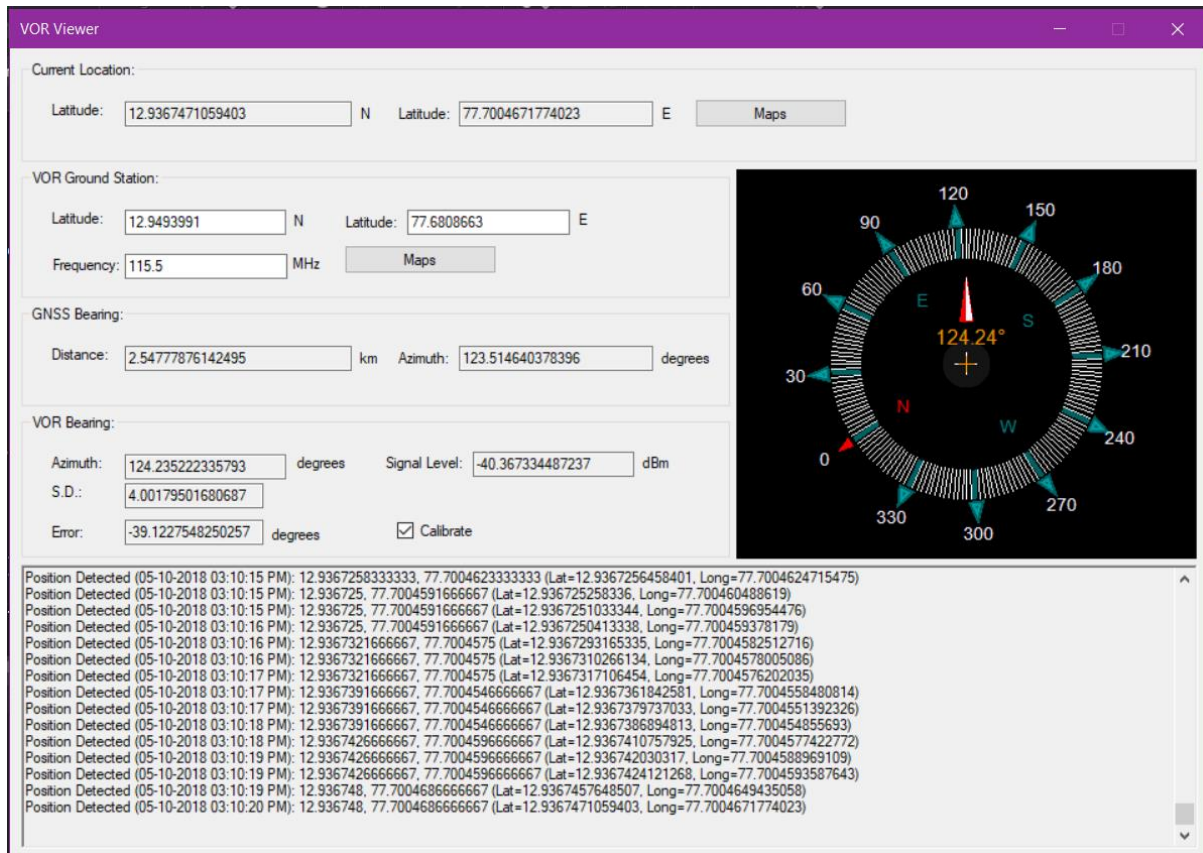 VOR Viewer
Current Location:
Latitude: 12.9367471059403 N Latitude: 77.7004671774023 E Maps
VOR Ground Station:
Latitude: 12.9493991 N Latitude: 77.6808663 E
Frequency: 115.5 MHz Maps
GNSS Bearing:
Distance: 2.54777876142495 km Azimuth: 123.514640378396 degrees
VOR Bearing:
Azimuth: 124.235222335793 degrees Signal Level: -40.367334487237 dBm
S.D.: 4.00179501680687
Error: -39.1227548250257 degrees Calibrate
120
90 150
60 180
E S
124.24°
30 210
N W
0 240
330 270
300
Position Detected (05-10-2018 03:10:15 PM): 12.9367258333333, 77.7004623333333 (Lat=12.9367256458401, Long=77.7004624715475)
Position Detected (05-10-2018 03:10:15 PM): 12.936725, 77.7004591666667 (Lat=12.936725258336, Long=77.700460488619)
Position Detected (05-10-2018 03:10:15 PM): 12.936725, 77.7004591666667 (Lat=12.9367251033344, Long=77.7004596954476)
Position Detected (05-10-2018 03:10:16 PM): 12.936725, 77.7004591666667 (Lat=12.9367250413338, Long=77.700459378179)
Position Detected (05-10-2018 03:10:16 PM): 12.9367321666667, 77.7004575 (Lat=12.9367293165335, Long=77.7004582512716)
Position Detected (05-10-2018 03:10:16 PM): 12.9367321666667, 77.7004575 (Lat=12.9367310266134, Long=77.7004578005086)
Position Detected (05-10-2018 03:10:17 PM): 12.9367321666667, 77.7004575 (Lat=12.9367317106454, Long=77.7004576202035)
Position Detected (05-10-2018 03:10:17 PM): 12.9367391666667, 77.7004546666667 (Lat=12.9367361842581, Long=77.7004558480814)
Position Detected (05-10-2018 03:10:17 PM): 12.9367391666667, 77.7004546666667 (Lat=12.9367379737033, Long=77.7004551392326)
Position Detected (05-10-2018 03:10:18 PM): 12.9367391666667, 77.7004546666667 (Lat=12.9367386894813, Long=77.700454855693)
Position Detected (05-10-2018 03:10:18 PM): 12.9367426666667, 77.7004596666667 (Lat=12.9367410757925, Long=77.7004577422772)
Position Detected (05-10-2018 03:10:19 PM): 12.9367426666667, 77.7004596666667 (Lat=12.936742030317, Long=77.7004588969109)
Position Detected (05-10-2018 03:10:19 PM): 12.9367426666667, 77.7004596666667 (Lat=12.9367424121268, Long=77.7004593587643)
Position Detected (05-10-2018 03:10:19 PM): 12.936748, 77.7004686666667 (Lat=12.9367457648507, Long=77.7004649435058)
Position Detected (05-10-2018 03:10:20 PM): 12.936748, 77.7004686666667 (Lat=12.9367471059403, Long=77.7004671774023)